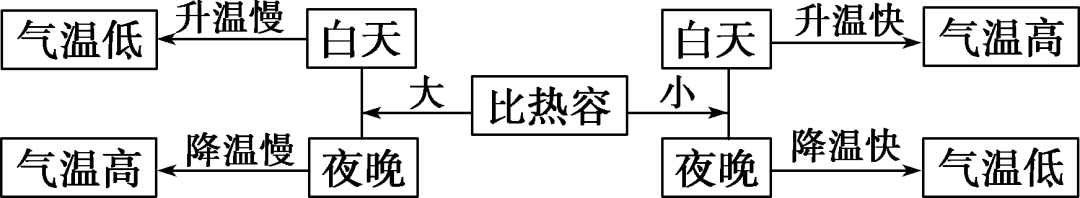 气温低 升温慢 白天 白天 升温快 气温高
大 比热容 小
气温高 降温慢 夜晚 夜晚 降温快 气温低